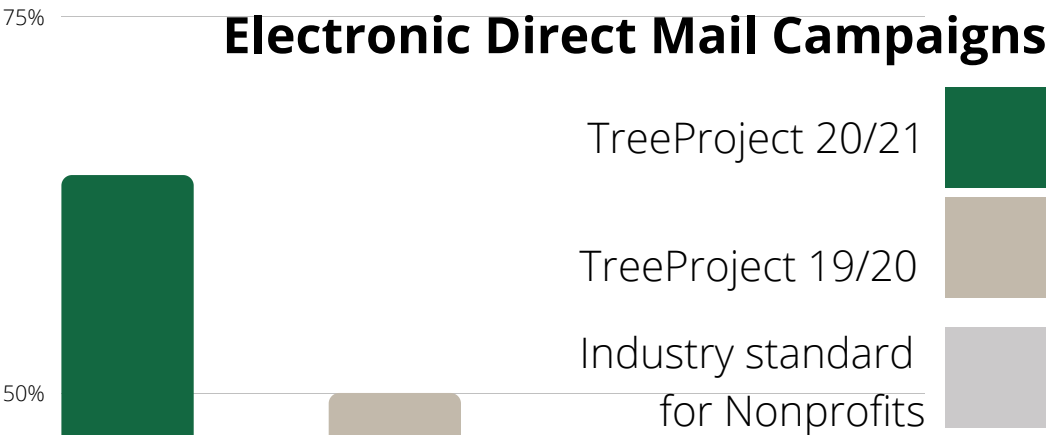 75%
Electronic Direct Mail Campaigns
TreeProject 20/21
TreeProject 19/20
Industry standard
for Nonprofits
50%